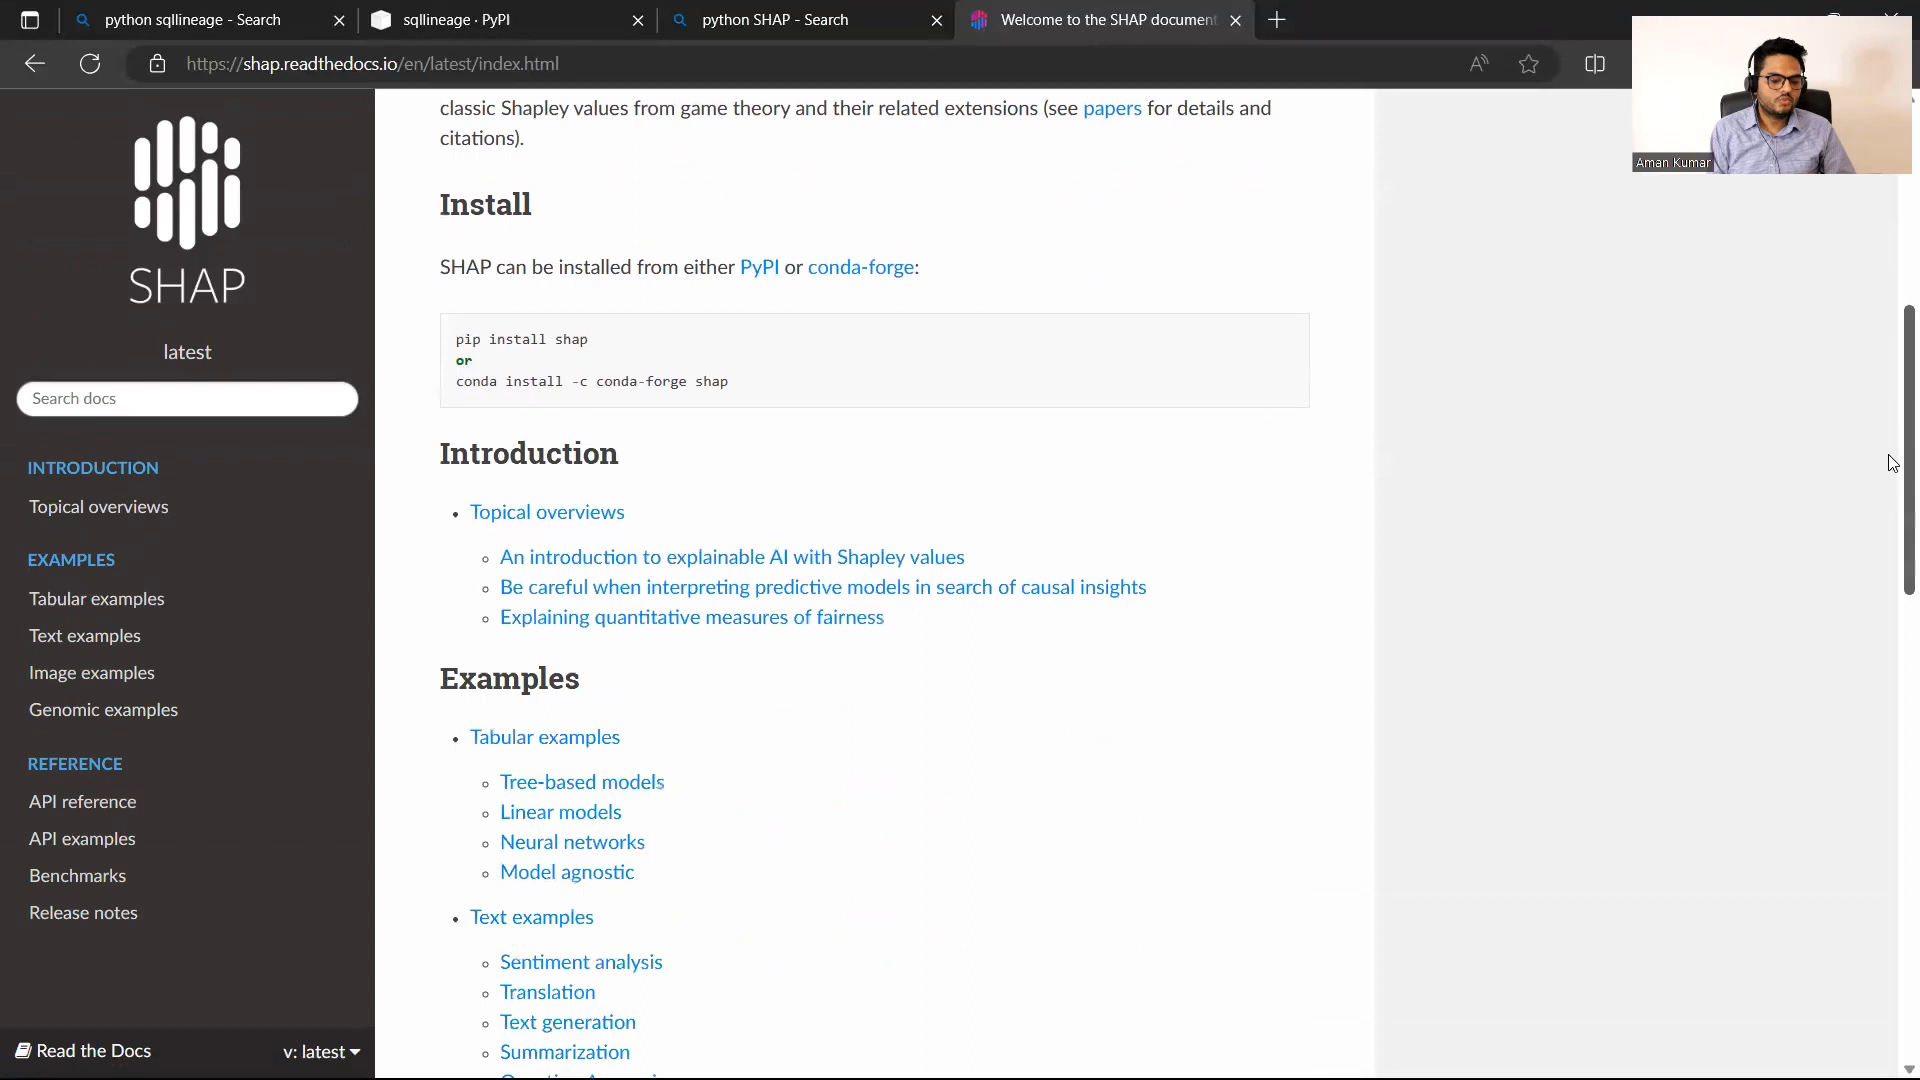 python sqllineage - Search
sqllineage · PyPI
python SHAP - Search
Welcome to the SHAP document
https://shap.readthedocs.io/en/latest/index.html
Aman Kumar
SHAP
latest
Search docs
INTRODUCTION
Topical overviews
EXAMPLES
Tabular examples
Text examples
Image examples
Genomic examples
REFERENCE
API reference
API examples
Benchmarks
Release notes
Read the Docs
v: latest
classic Shapley values from game theory and their related extensions (see papers for details and
citations).
Install
SHAP can be installed from either PyPI or conda-forge:
pip install shap
or
conda install -c conda-forge shap
Introduction
Topical overviews
An introduction to explainable AI with Shapley values
Be careful when interpreting predictive models in search of causal insights
Explaining quantitative measures of fairness
Examples
Tabular examples
Tree-based models
Linear models
Neural networks
Model agnostic
Text examples
Sentiment analysis
Translation
Text generation
Summarization